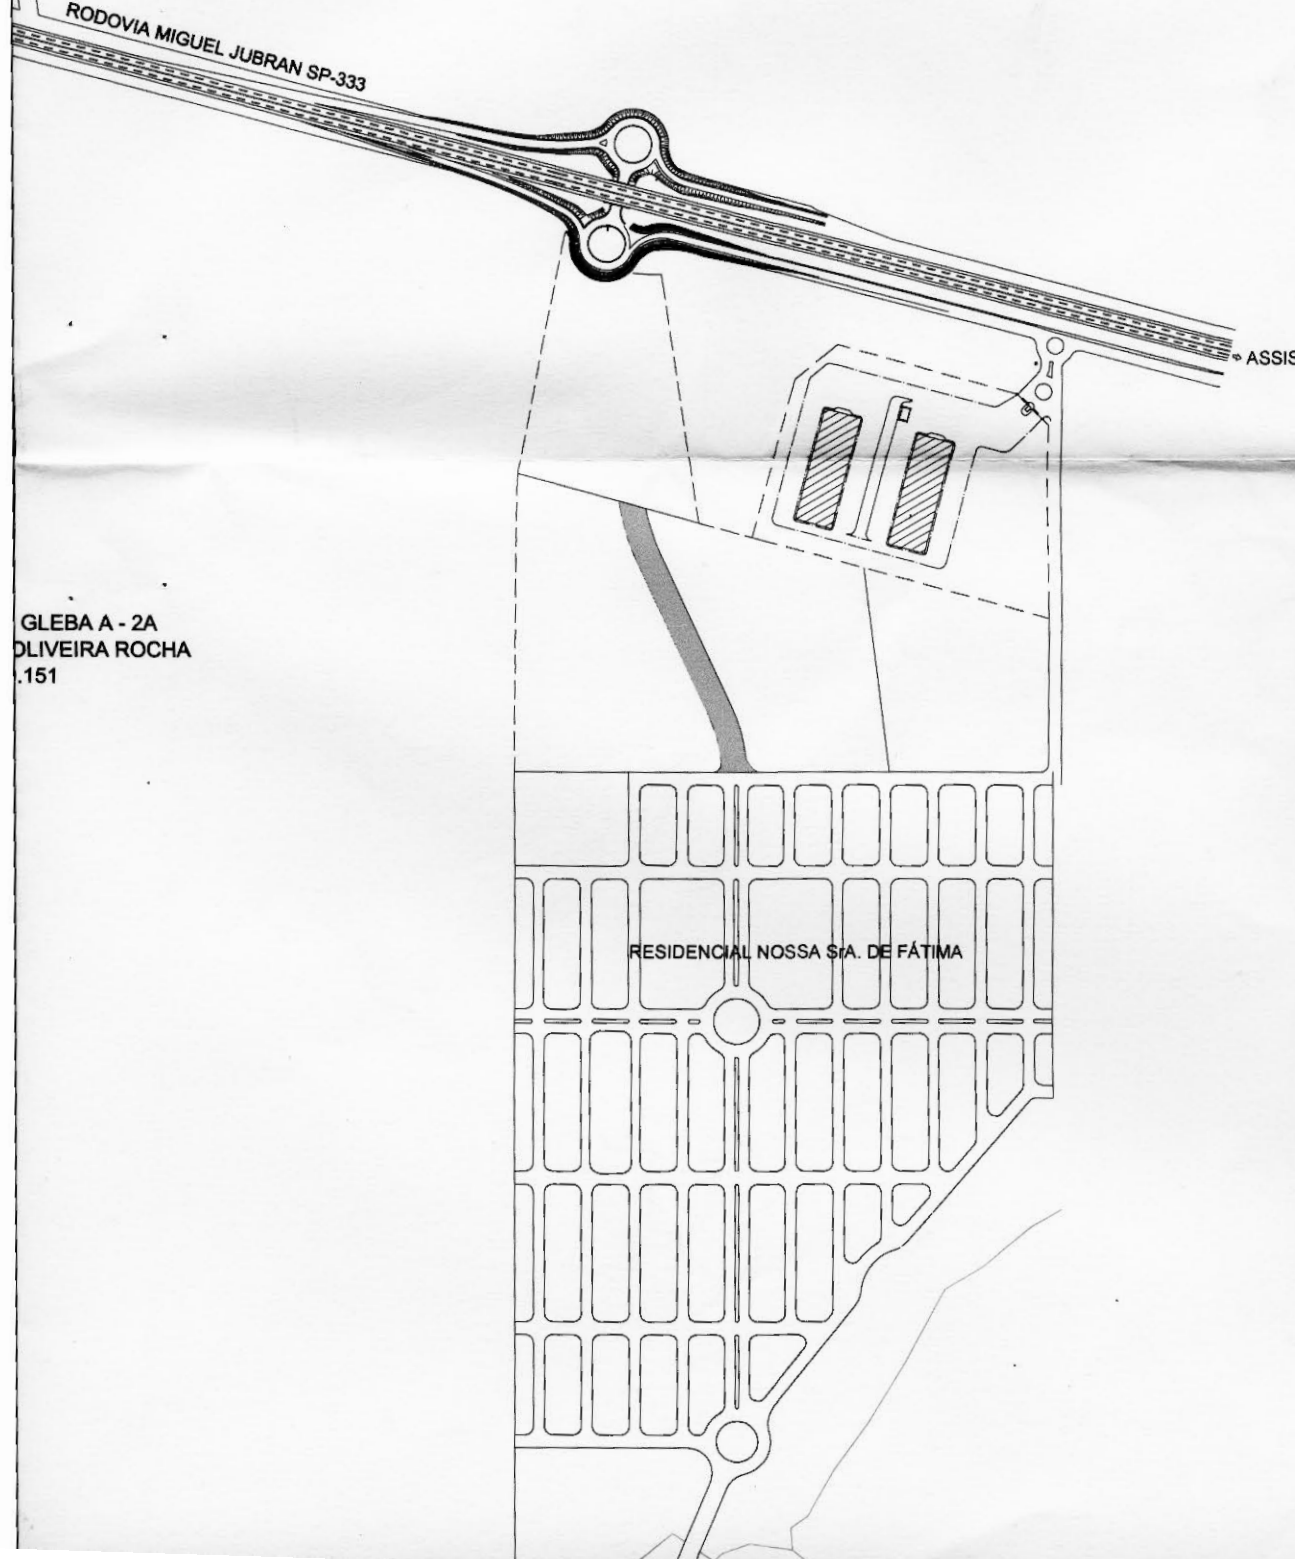 RODOVIA MIGUEL JUBRAN SP-333
ASSIS
GLEBA A - 2A
OLIVEIRA ROCHA
.151
RESIDENCIAL NOSSA SrA. DE FÁTIMA